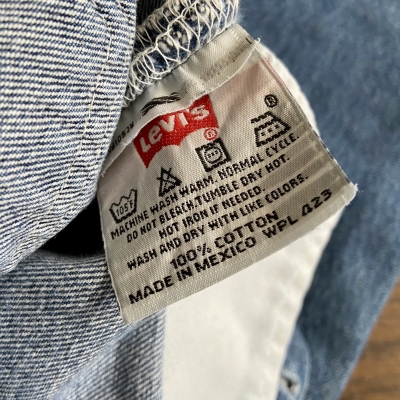 Levi's
®
105F
MACHINE WASH WARM. NORMAL CYCLE.
DO NOT BLEACH. TUMBLE DRY HOT.
HOT IRON IF NEEDED.
WASH AND DRY WITH LIKE COLORS.
100% COTTON
MADE IN MEXICO WPL 423